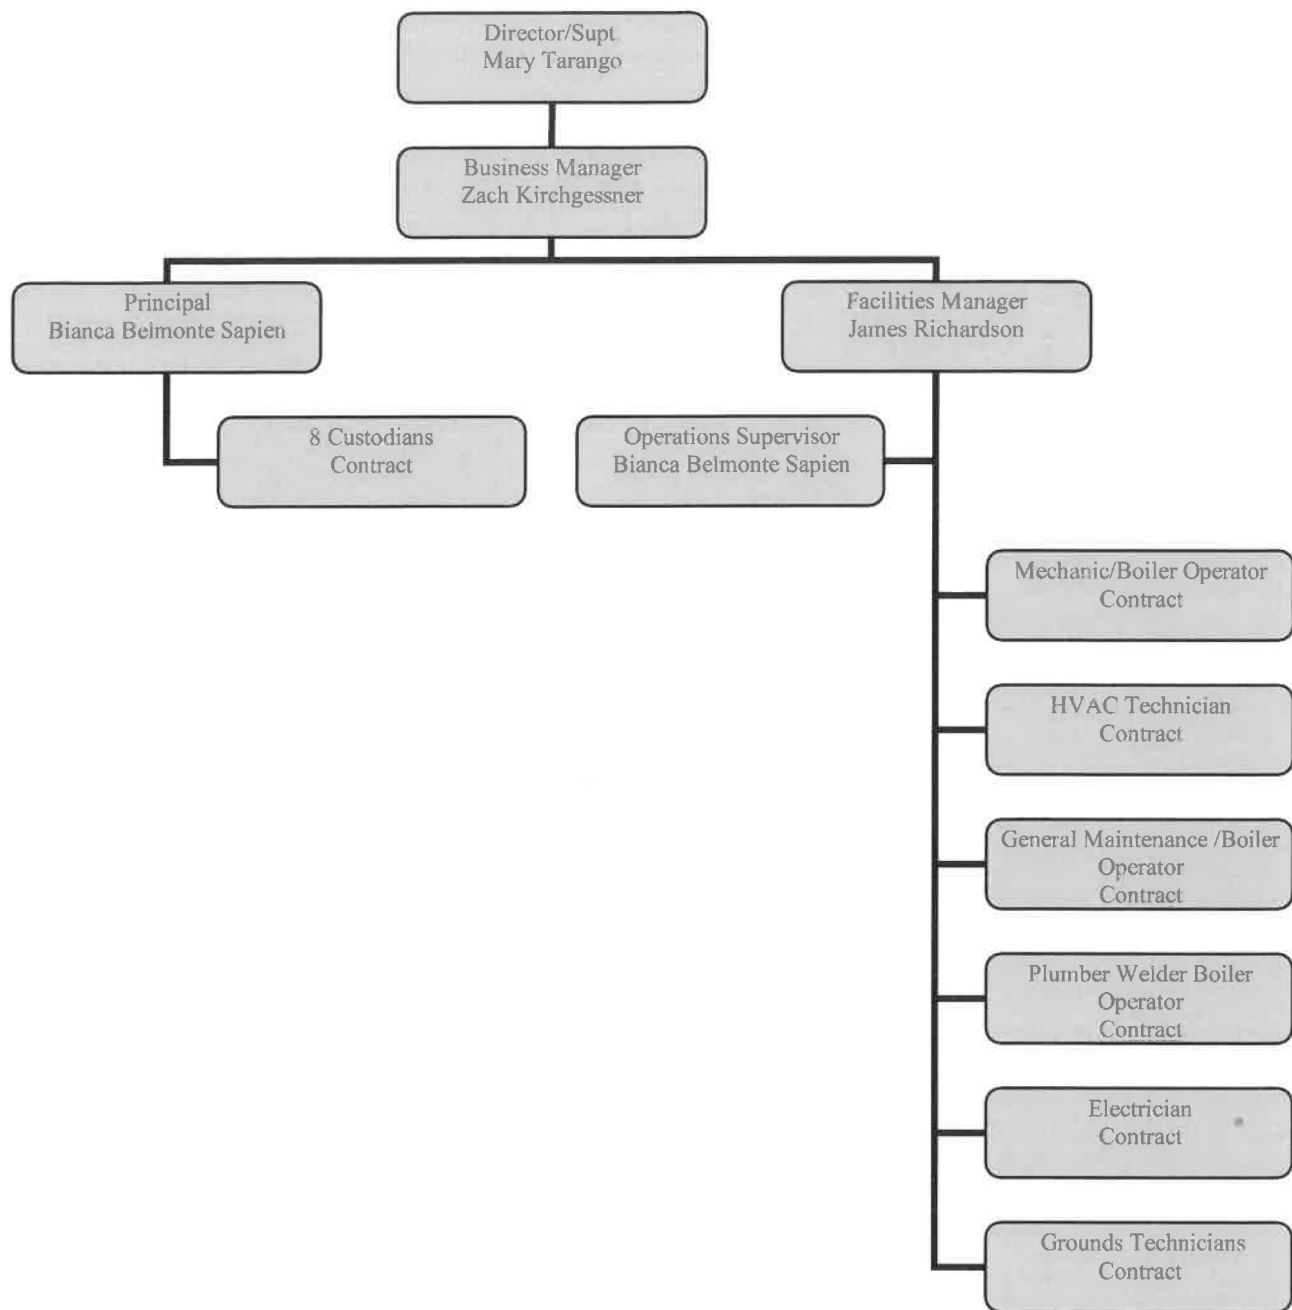 Director/Supt
Mary Tarango
Business Manager
Zach Kirchgessner
Principal
Bianca Belmonte Sapien
Facilities Manager
James Richardson
8 Custodians
Contract
Operations Supervisor
Bianca Belmonte Sapien
Mechanic/Boiler Operator
Contract
HVAC Technician
Contract
General Maintenance /Boiler
Operator
Contract
Plumber Welder Boiler
Operator
Contract
Electrician
Contract
Grounds Technicians
Contract